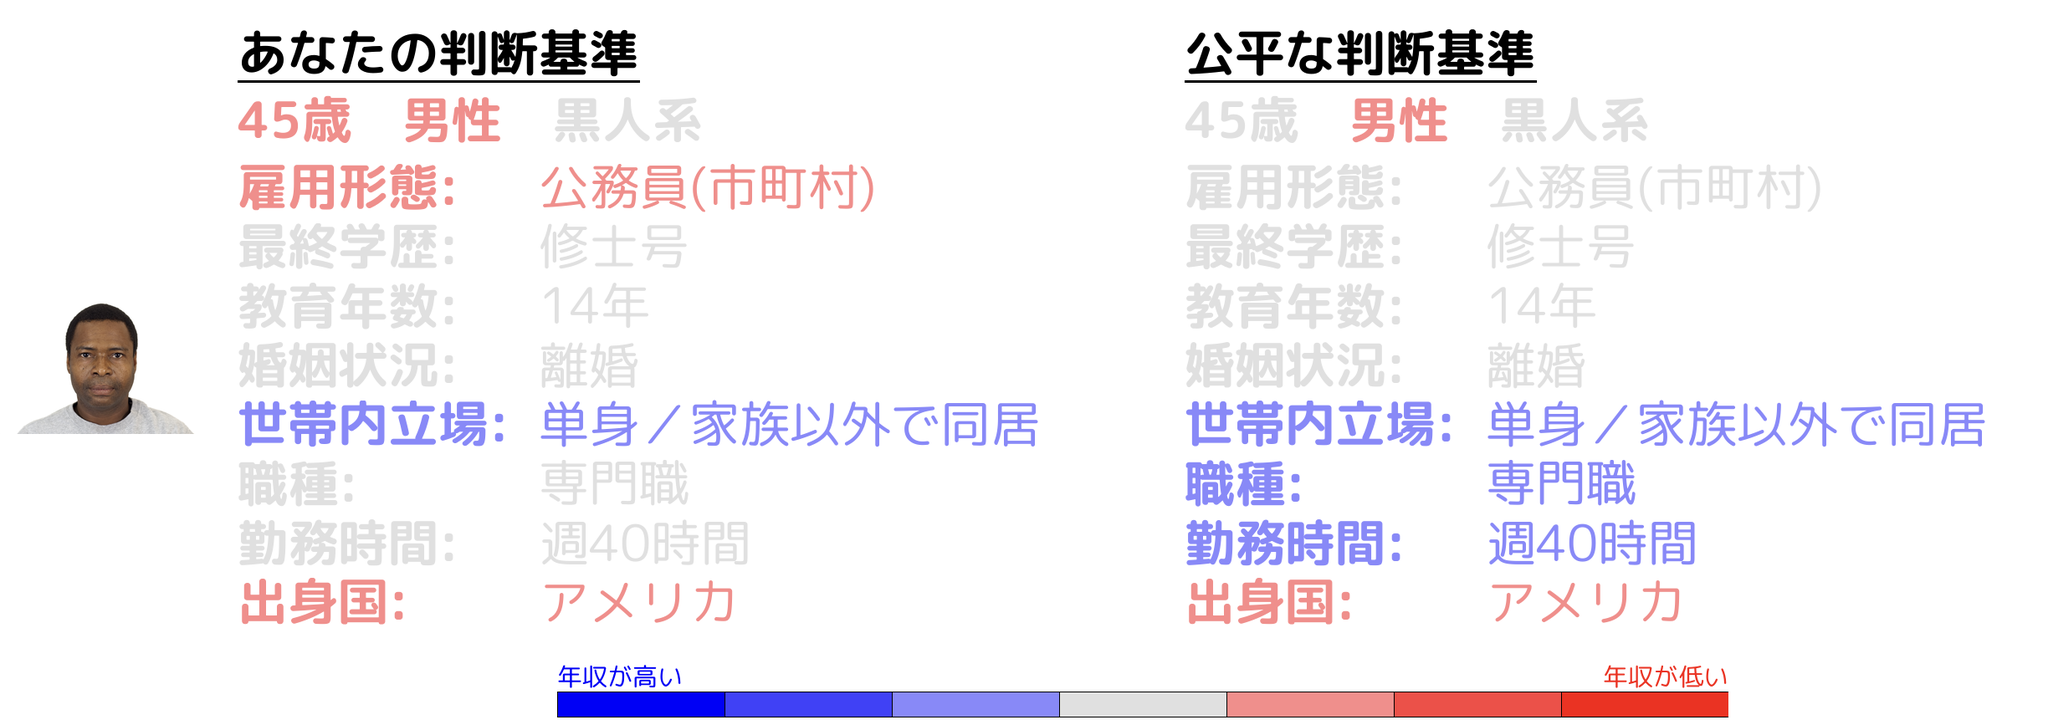 あなたの判断基準
45歳 男性 黒人系
雇用形態: 公務員(市町村)
最終学歴: 修士号
教育年数: 14年
婚姻状況: 離婚
世帯内立場: 単身／家族以外で同居
職種: 専門職
勤務時間: 週40時間
出身国: アメリカ
公平な判断基準
45歳 男性 黒人系
雇用形態: 公務員(市町村)
最終学歴: 修士号
教育年数: 14年
婚姻状況: 離婚
世帯内立場: 単身／家族以外で同居
職種: 専門職
勤務時間: 週40時間
出身国: アメリカ
年収が高い
年収が低い